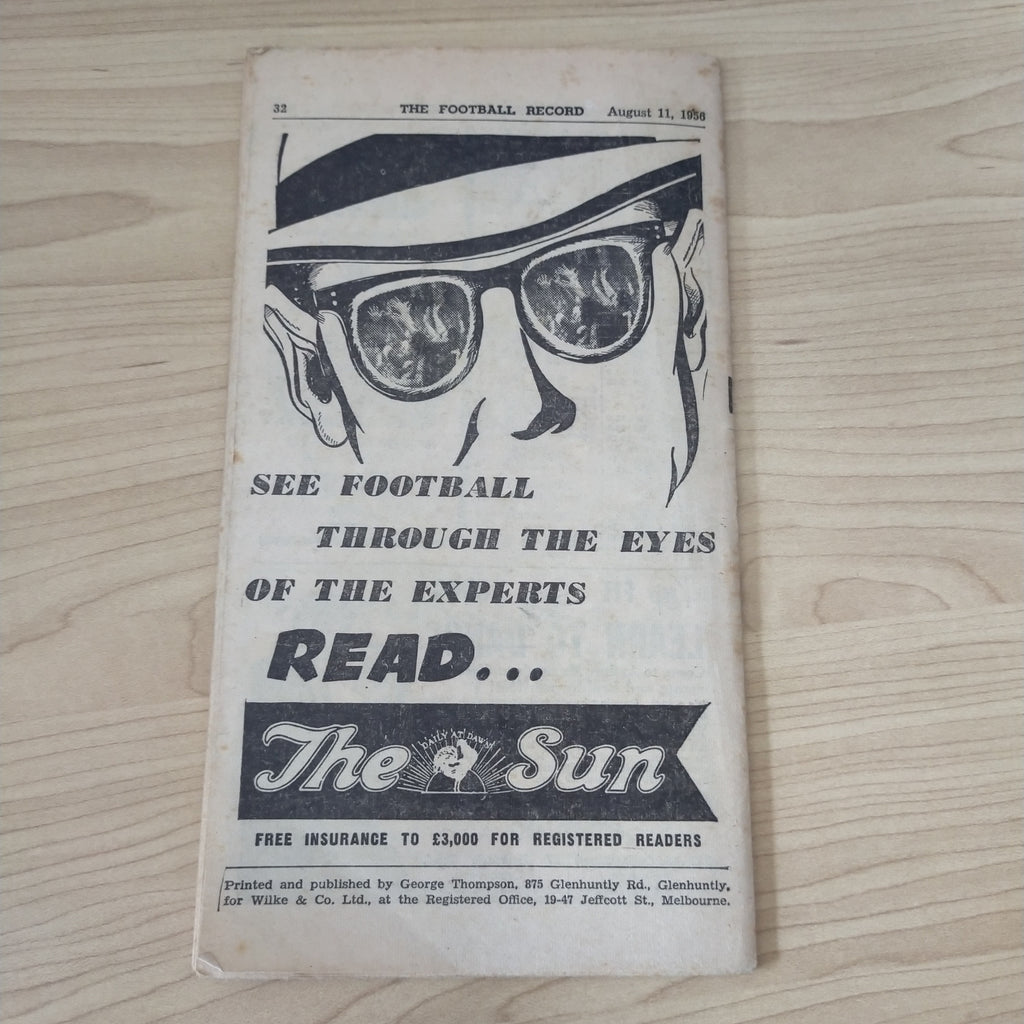 32 THE FOOTBALL RECORD August 11, 1956
SEE FOOTBALL
THROUGH THE EYES
OF THE EXPERTS
READ...
The DAILY AT DAWN Sun
FREE INSURANCE TO £3,000 FOR REGISTERED READERS
Printed and published by George Thompson, 875 Glenhuntly Rd., Glenhuntly,
for Wilke & Co. Ltd., at the Registered Office, 19-47 Jeffcott St., Melbourne.